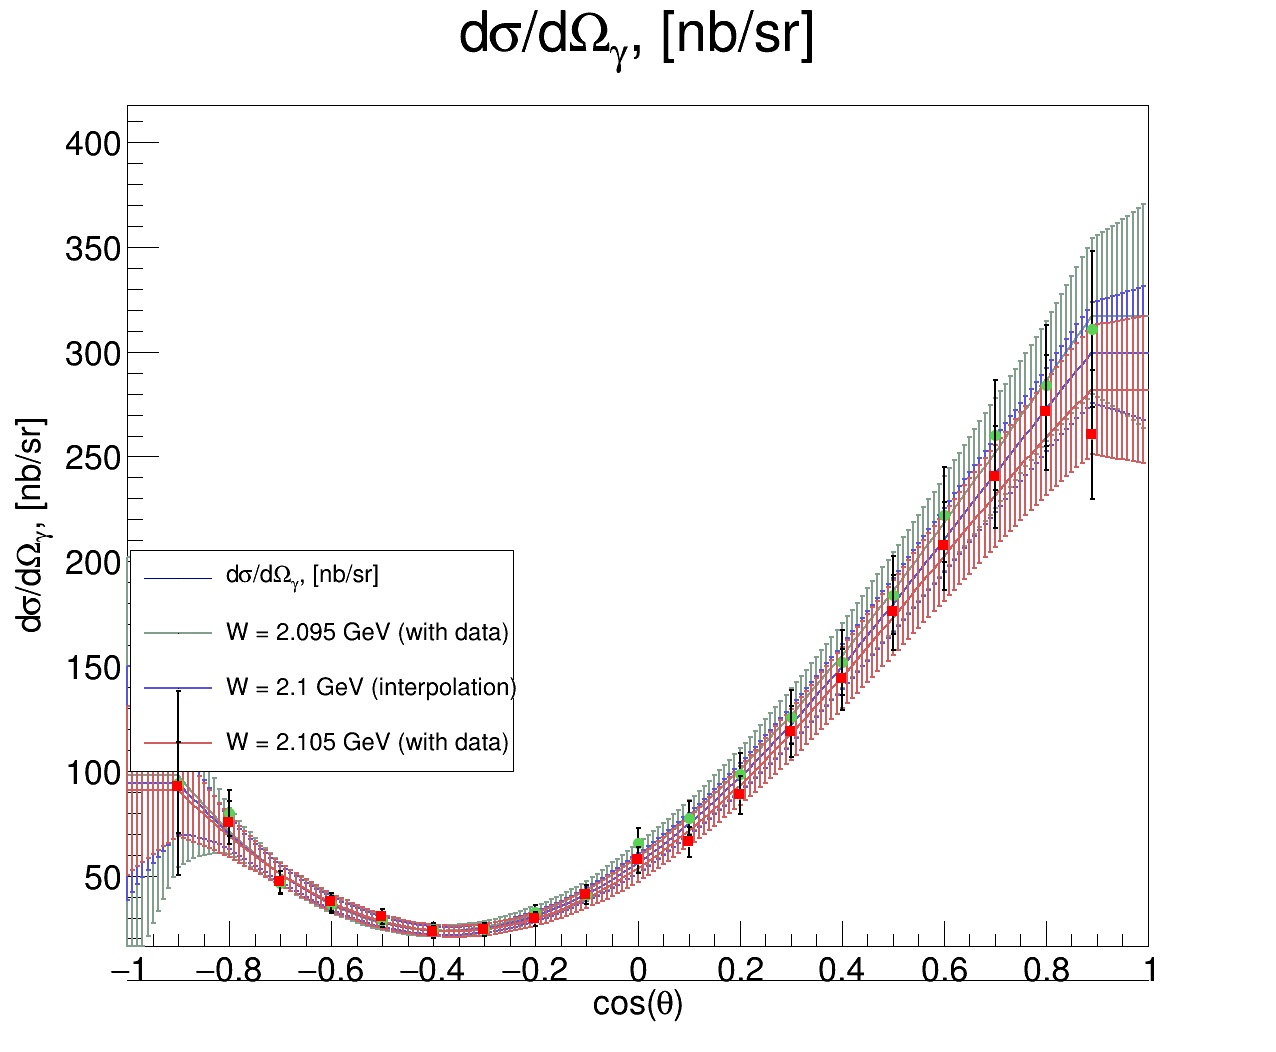 dσ/dΩγ, [nb/sr]
400
350
300
250
200
150
100
50
dσ/dΩγ, [nb/sr]
dσ/dΩγ, [nb/sr]
W = 2.095 GeV (with data)
W = 2.1 GeV (interpolation)
W = 2.105 GeV (with data)
−1 −0.8 −0.6 −0.4 −0.2 0 0.2 0.4 0.6 0.8 1
cos(θ)